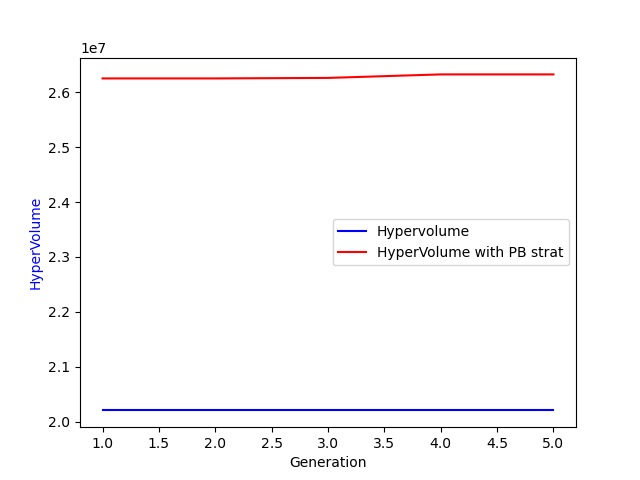 1e7
2.6
2.5
2.4
2.3
2.2
2.1
2.0
HyperVolume
Hypervolume
HyperVolume with PB strat
1.0 1.5 2.0 2.5 3.0 3.5 4.0 4.5 5.0
Generation